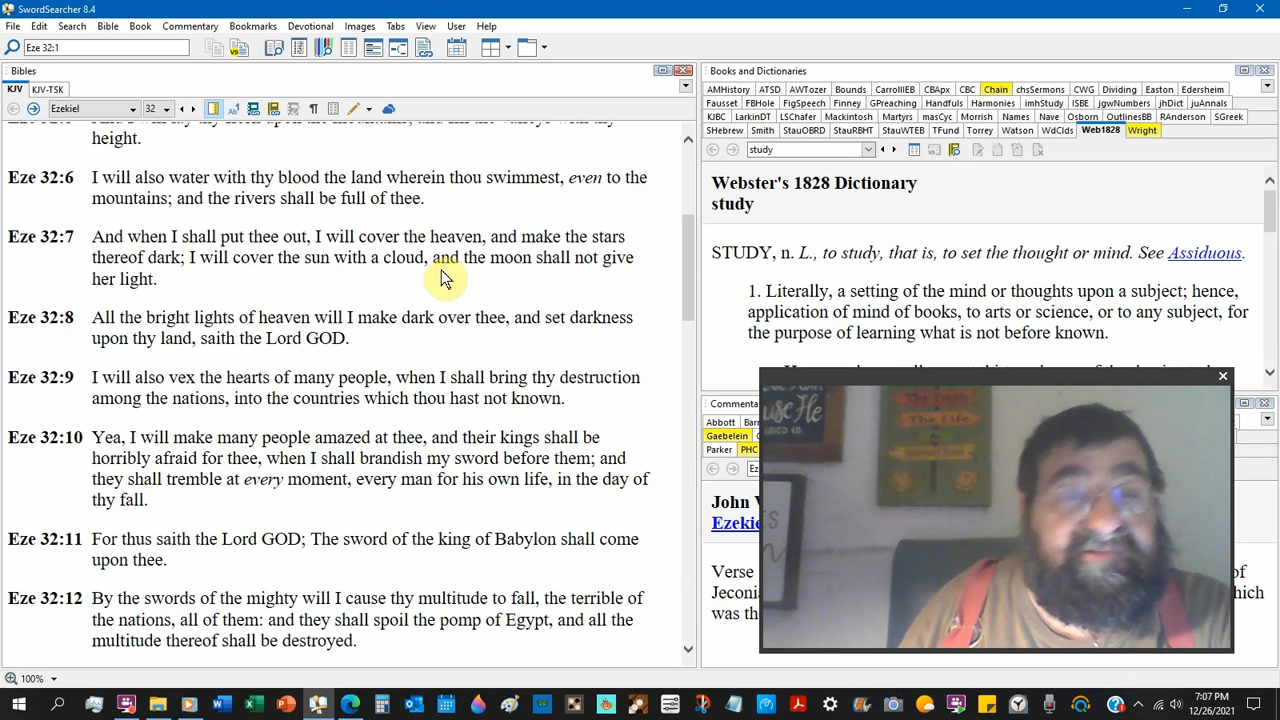 SwordSearcher 8.4
File Edit Search Bible Book Commentary Bookmarks Devotional Images Tabs View User Help
Eze 32:1
Bibles
KJV KJV-TSK
Ezekiel 32
height.
Eze 32:6 I will also water with thy blood the land wherein thou swimmest, even to the
mountains; and the rivers shall be full of thee.
Eze 32:7 And when I shall put thee out, I will cover the heaven, and make the stars
thereof dark; I will cover the sun with a cloud, and the moon shall not give
her light.
Eze 32:8 All the bright lights of heaven will I make dark over thee, and set darkness
upon thy land, saith the Lord GOD.
Eze 32:9 I will also vex the hearts of many people, when I shall bring thy destruction
among the nations, into the countries which thou hast not known.
Eze 32:10 Yea, I will make many people amazed at thee, and their kings shall be
horribly afraid for thee, when I shall brandish my sword before them; and
they shall tremble at every moment, every man for his own life, in the day of
thy fall.
Eze 32:11 For thus saith the Lord GOD; The sword of the king of Babylon shall come
upon thee.
Eze 32:12 By the swords of the mighty will I cause thy multitude to fall, the terrible of
the nations, all of them: and they shall spoil the pomp of Egypt, and all the
multitude thereof shall be destroyed.
100%
Books and Dictionaries
AMHistory ATSD AWTozer Bounds CarrollIEB CBApx CBC Chain chsSermons CWG Dividing Easton Edersheim
Fausset FBHole FigSpeech Finney GPreaching Handfuls Harmonies imhStudy ISBE jgwNumbers jhDict juAnnals
KJBC LarkinDT LSChafer Mackintosh Martyrs masCyc Morrish Names Nave Osborn OutlinesBB RAnderson SGreek
SHebrew Smith StauOBRD StauRBHT StauWTEB TFund Torrey Watson WdClds Web1828 Wright
study
Webster's 1828 Dictionary
study
STUDY, n. L., to study, that is, to set the thought or mind. See Assiduous.
1. Literally, a setting of the mind or thoughts upon a subject; hence,
application of mind of books, to arts or science, or to any subject, for
the purpose of learning what is not before known.
Commenta
Abbott Bar
Gaebelein
Parker PHC
Ez
John
Ezekie
Verse of
Jeconi hich
was th
The Truth
The Life
use He
7:07 PM
12/26/2021